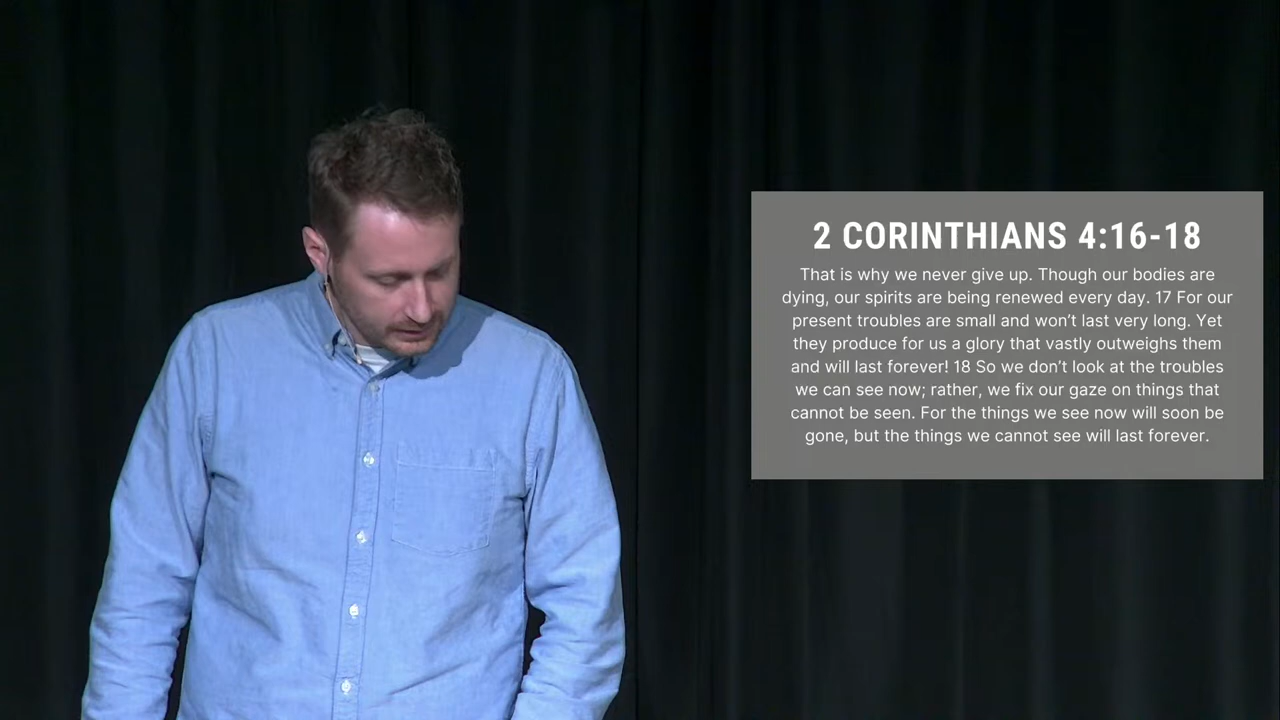 2 CORINTHIANS 4:16-18
That is why we never give up. Though our bodies are
dying, our spirits are being renewed every day. 17 For our
present troubles are small and won’t last very long. Yet
they produce for us a glory that vastly outweighs them
and will last forever! 18 So we don’t look at the troubles
we can see now; rather, we fix our gaze on things that
cannot be seen. For the things we see now will soon be
gone, but the things we cannot see will last forever.